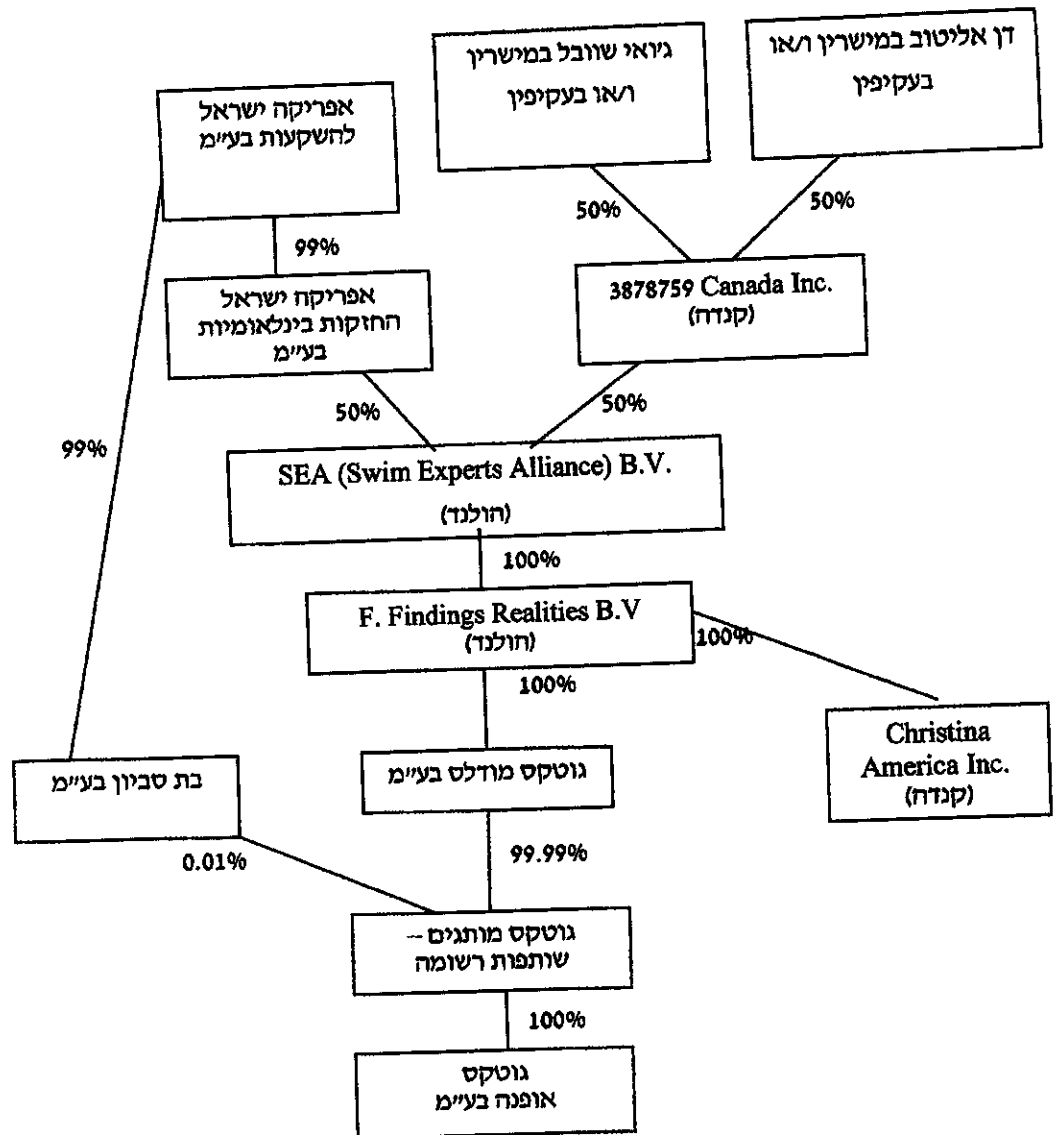 אפריקה ישראל
להשקעות בע״מ
ג׳ואי שוובל במישרין
ו/או בעקיפין
דן אליטוב במישרין ו/או
בעקיפין
99%
50%
50%
אפריקה ישראל
החזקות בינלאומיות
בע״מ
3878759 Canada Inc.
(קנדה)
99%
50%
50%
SEA (Swim Experts Alliance) B.V.
(הולנד)
100%
F. Findings Realities B.V
(הולנד)
100%
100%
בת סביון בע״מ
גוטקס מודלס בע״מ
Christina
America Inc.
(קנדה)
0.01%
99.99%
גוטקס מותגים –
שותפות רשומה
100%
גוטקס
אופנה בע״מ